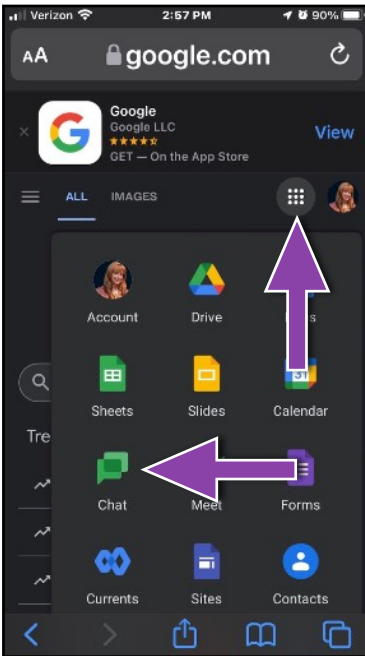 Verizon 2:57 PM 90%
AA google.com
Google
Google LLC
GET — On the App Store
View
ALL IMAGES
Account Drive
Sheets Slides Calendar
Tre
Chat Meet Forms
Currents Sites Contacts